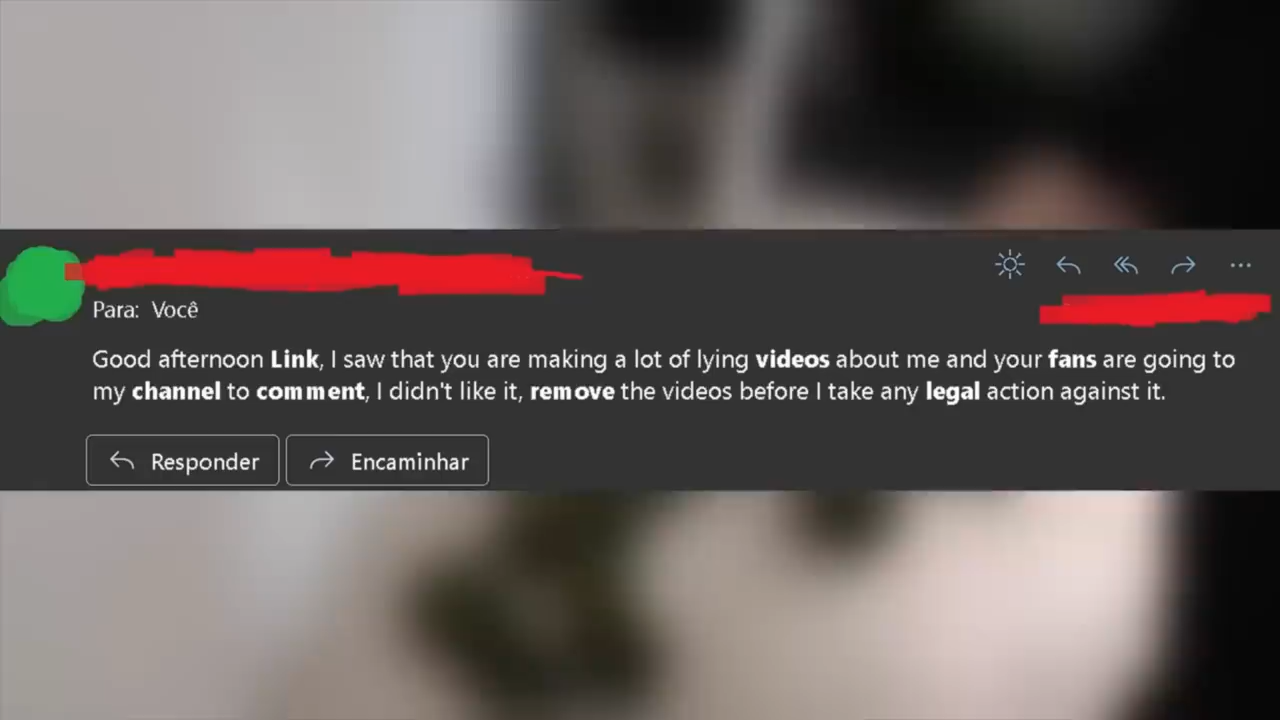 Para: Você
Good afternoon Link, I saw that you are making a lot of lying videos about me and your fans are going to
my channel to comment, I didn't like it, remove the videos before I take any legal action against it.
Responder Encaminhar